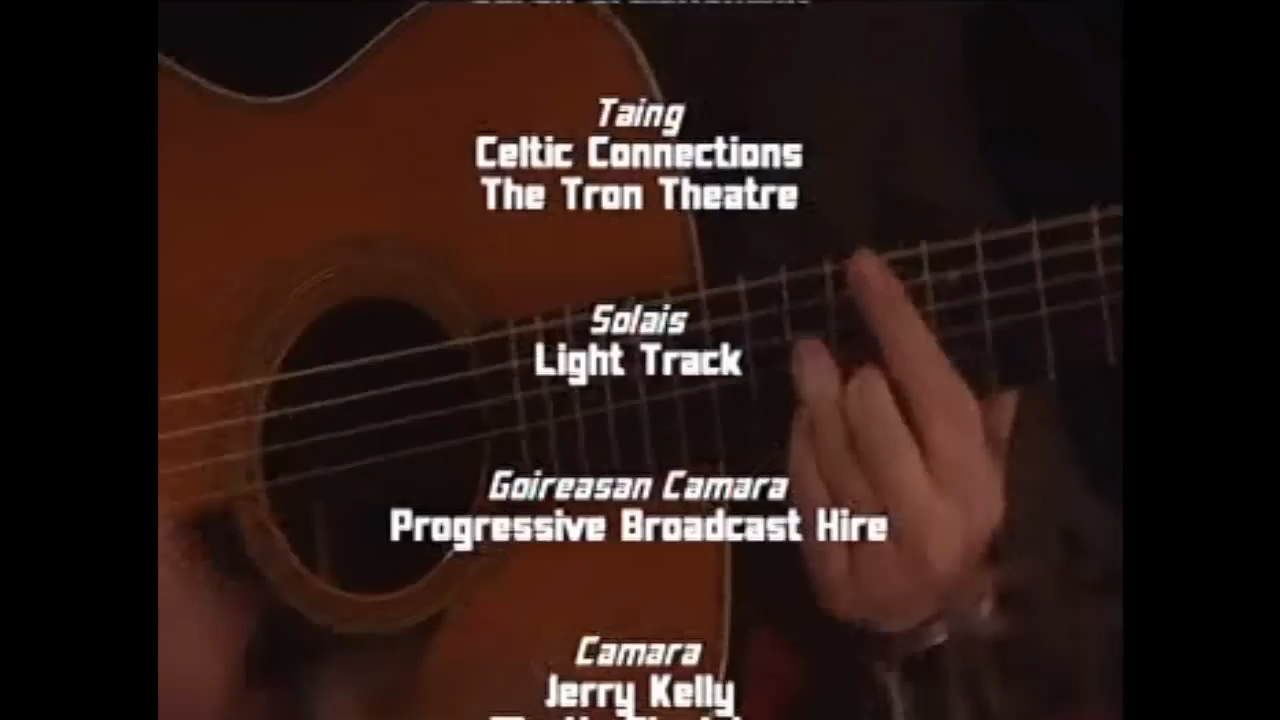 Taing
Celtic Connections
The Tron Theatre
Solais
Light Track
Goireasan Camara
Progressive Broadcast Hire
Camara
Jerry Kelly